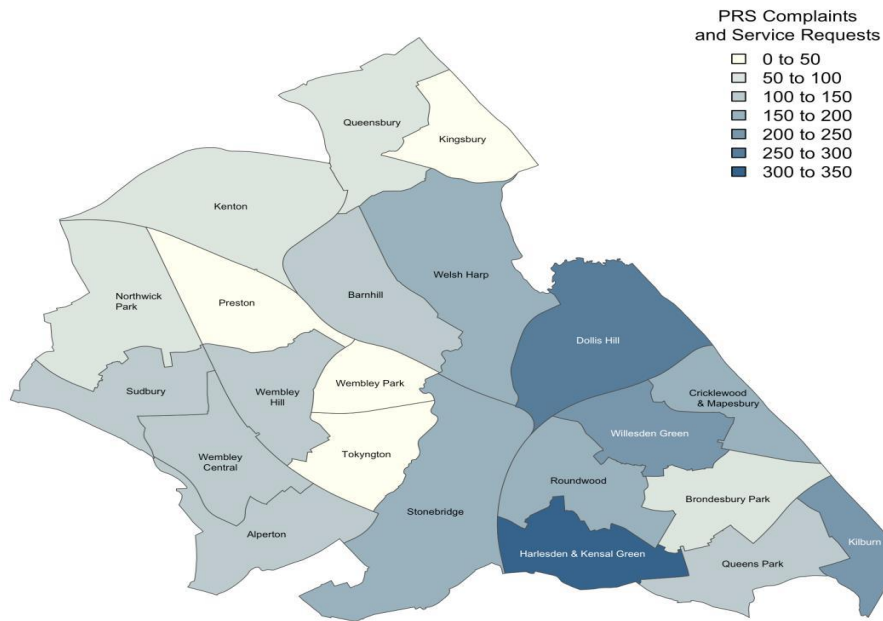 PRS Complaints
and Service Requests
0 to 50
50 to 100
100 to 150
150 to 200
200 to 250
250 to 300
300 to 350
Queensbury
Kingsbury
Kenton
Welsh Harp
Barnhill
Northwick
Park
Preston
Dollis Hill
Wembley Park
Sudbury
Wembley
Hill
Cricklewood
& Mapesbury
Willesden Green
Tokyngton
Wembley
Central
Roundwood
Brondesbury Park
Stonebridge
Alperton
Kilburn
Harlesden & Kensal Green
Queens Park